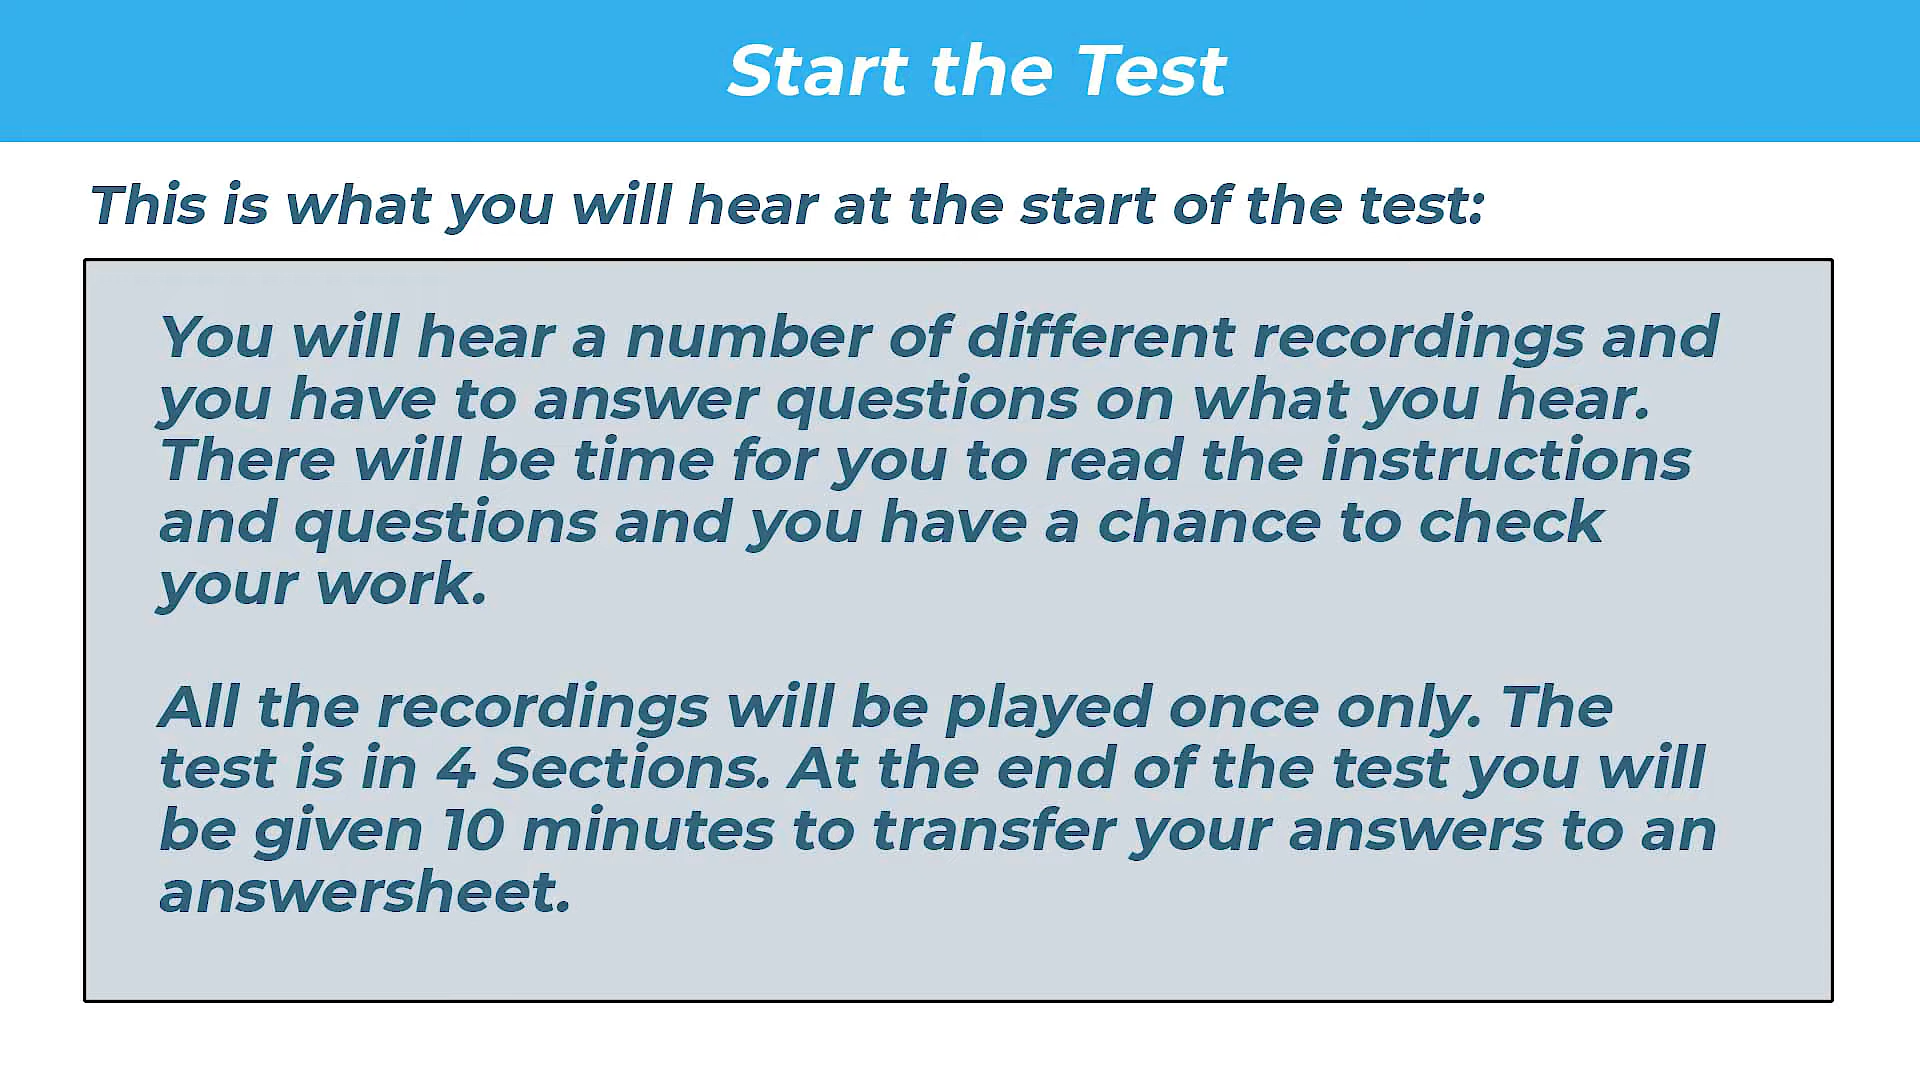 Start the Test
This is what you will hear at the start of the test:
You will hear a number of different recordings and
you have to answer questions on what you hear.
There will be time for you to read the instructions
and questions and you have a chance to check
your work.
All the recordings will be played once only. The
test is in 4 Sections. At the end of the test you will
be given 10 minutes to transfer your answers to an
answersheet.